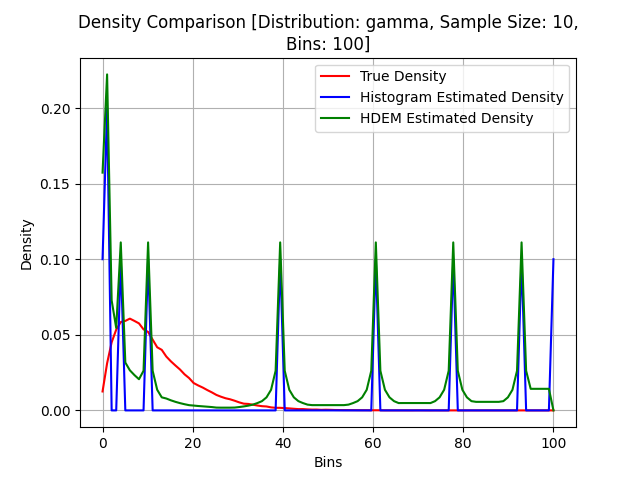 Density Comparison [Distribution: gamma, Sample Size: 10,
Bins: 100]
True Density
Histogram Estimated Density
HDEM Estimated Density
Density
0.20
0.15
0.10
0.05
0.00
0 20 40 60 80 100
Bins